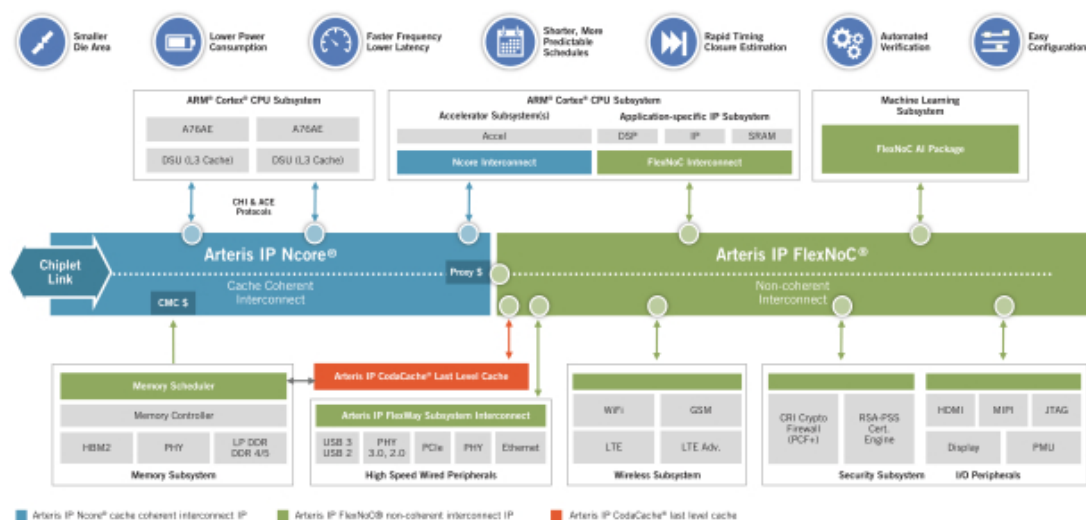 Smaller
Die Area
Lower Power
Consumption
Faster Frequency
Lower Latency
Shorter, More
Predictable
Schedules
Rapid Timing
Closure Estimation
Automated
Verification
Easy
Configuration
ARM® Cortex® CPU Subsystem
A76AE
A76AE
DSU (L3 Cache)
DSU (L3 Cache)
ARM® Cortex® CPU Subsystem
Accelerator Subsystem(s)
Application-specific IP Subsystem
Accel
DSP
IP
SRAM
Ncore Interconnect
FlexNoC Interconnect
Machine Learning
Subsystem
FlexNoC AI Package
CHI & ACE
Protocols
Chiplet
Link
Arteris IP Ncore®
Cache Coherent
Interconnect
CMC $
Proxy $
Arteris IP FlexNoC®
Non-coherent
Interconnect
Memory Scheduler
Memory Controller
HBM2
PHY
LP DDR
DDR 4/5
Memory Subsystem
Arteris IP CodaCache® Last Level Cache
Arteris IP FlexWay Subsystem Interconnect
USB 3
USB 2
PHY
3.0, 2.0
PCIe
PHY
Ethernet
High Speed Wired Peripherals
WiFi
GSM
LTE
LTE Adv.
Wireless Subsystem
CRI Crypto
Firewall
(PCF+)
RSA-PSS
Cert.
Engine
Security Subsystem
HDMI
MIPI
JTAG
Display
PMU
I/O Peripherals
Arteris IP Ncore® cache coherent interconnect IP
Arteris IP FlexNoC® non-coherent interconnect IP
Arteris IP CodaCache® last level cache